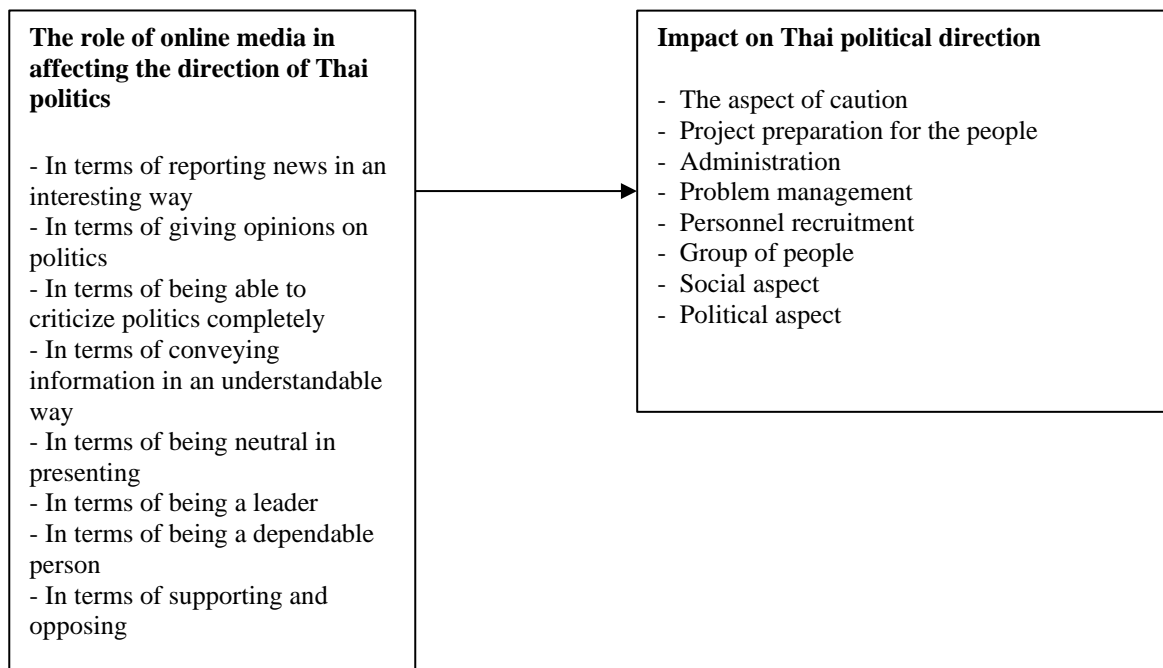 The role of online media in
affecting the direction of Thai
politics
- In terms of reporting news in an
interesting way
- In terms of giving opinions on
politics
- In terms of being able to
criticize politics completely
- In terms of conveying
information in an understandable
way
- In terms of being neutral in
presenting
- In terms of being a leader
- In terms of being a dependable
person
- In terms of supporting and
opposing
Impact on Thai political direction
- The aspect of caution
- Project preparation for the people
- Administration
- Problem management
- Personnel recruitment
- Group of people
- Social aspect
- Political aspect